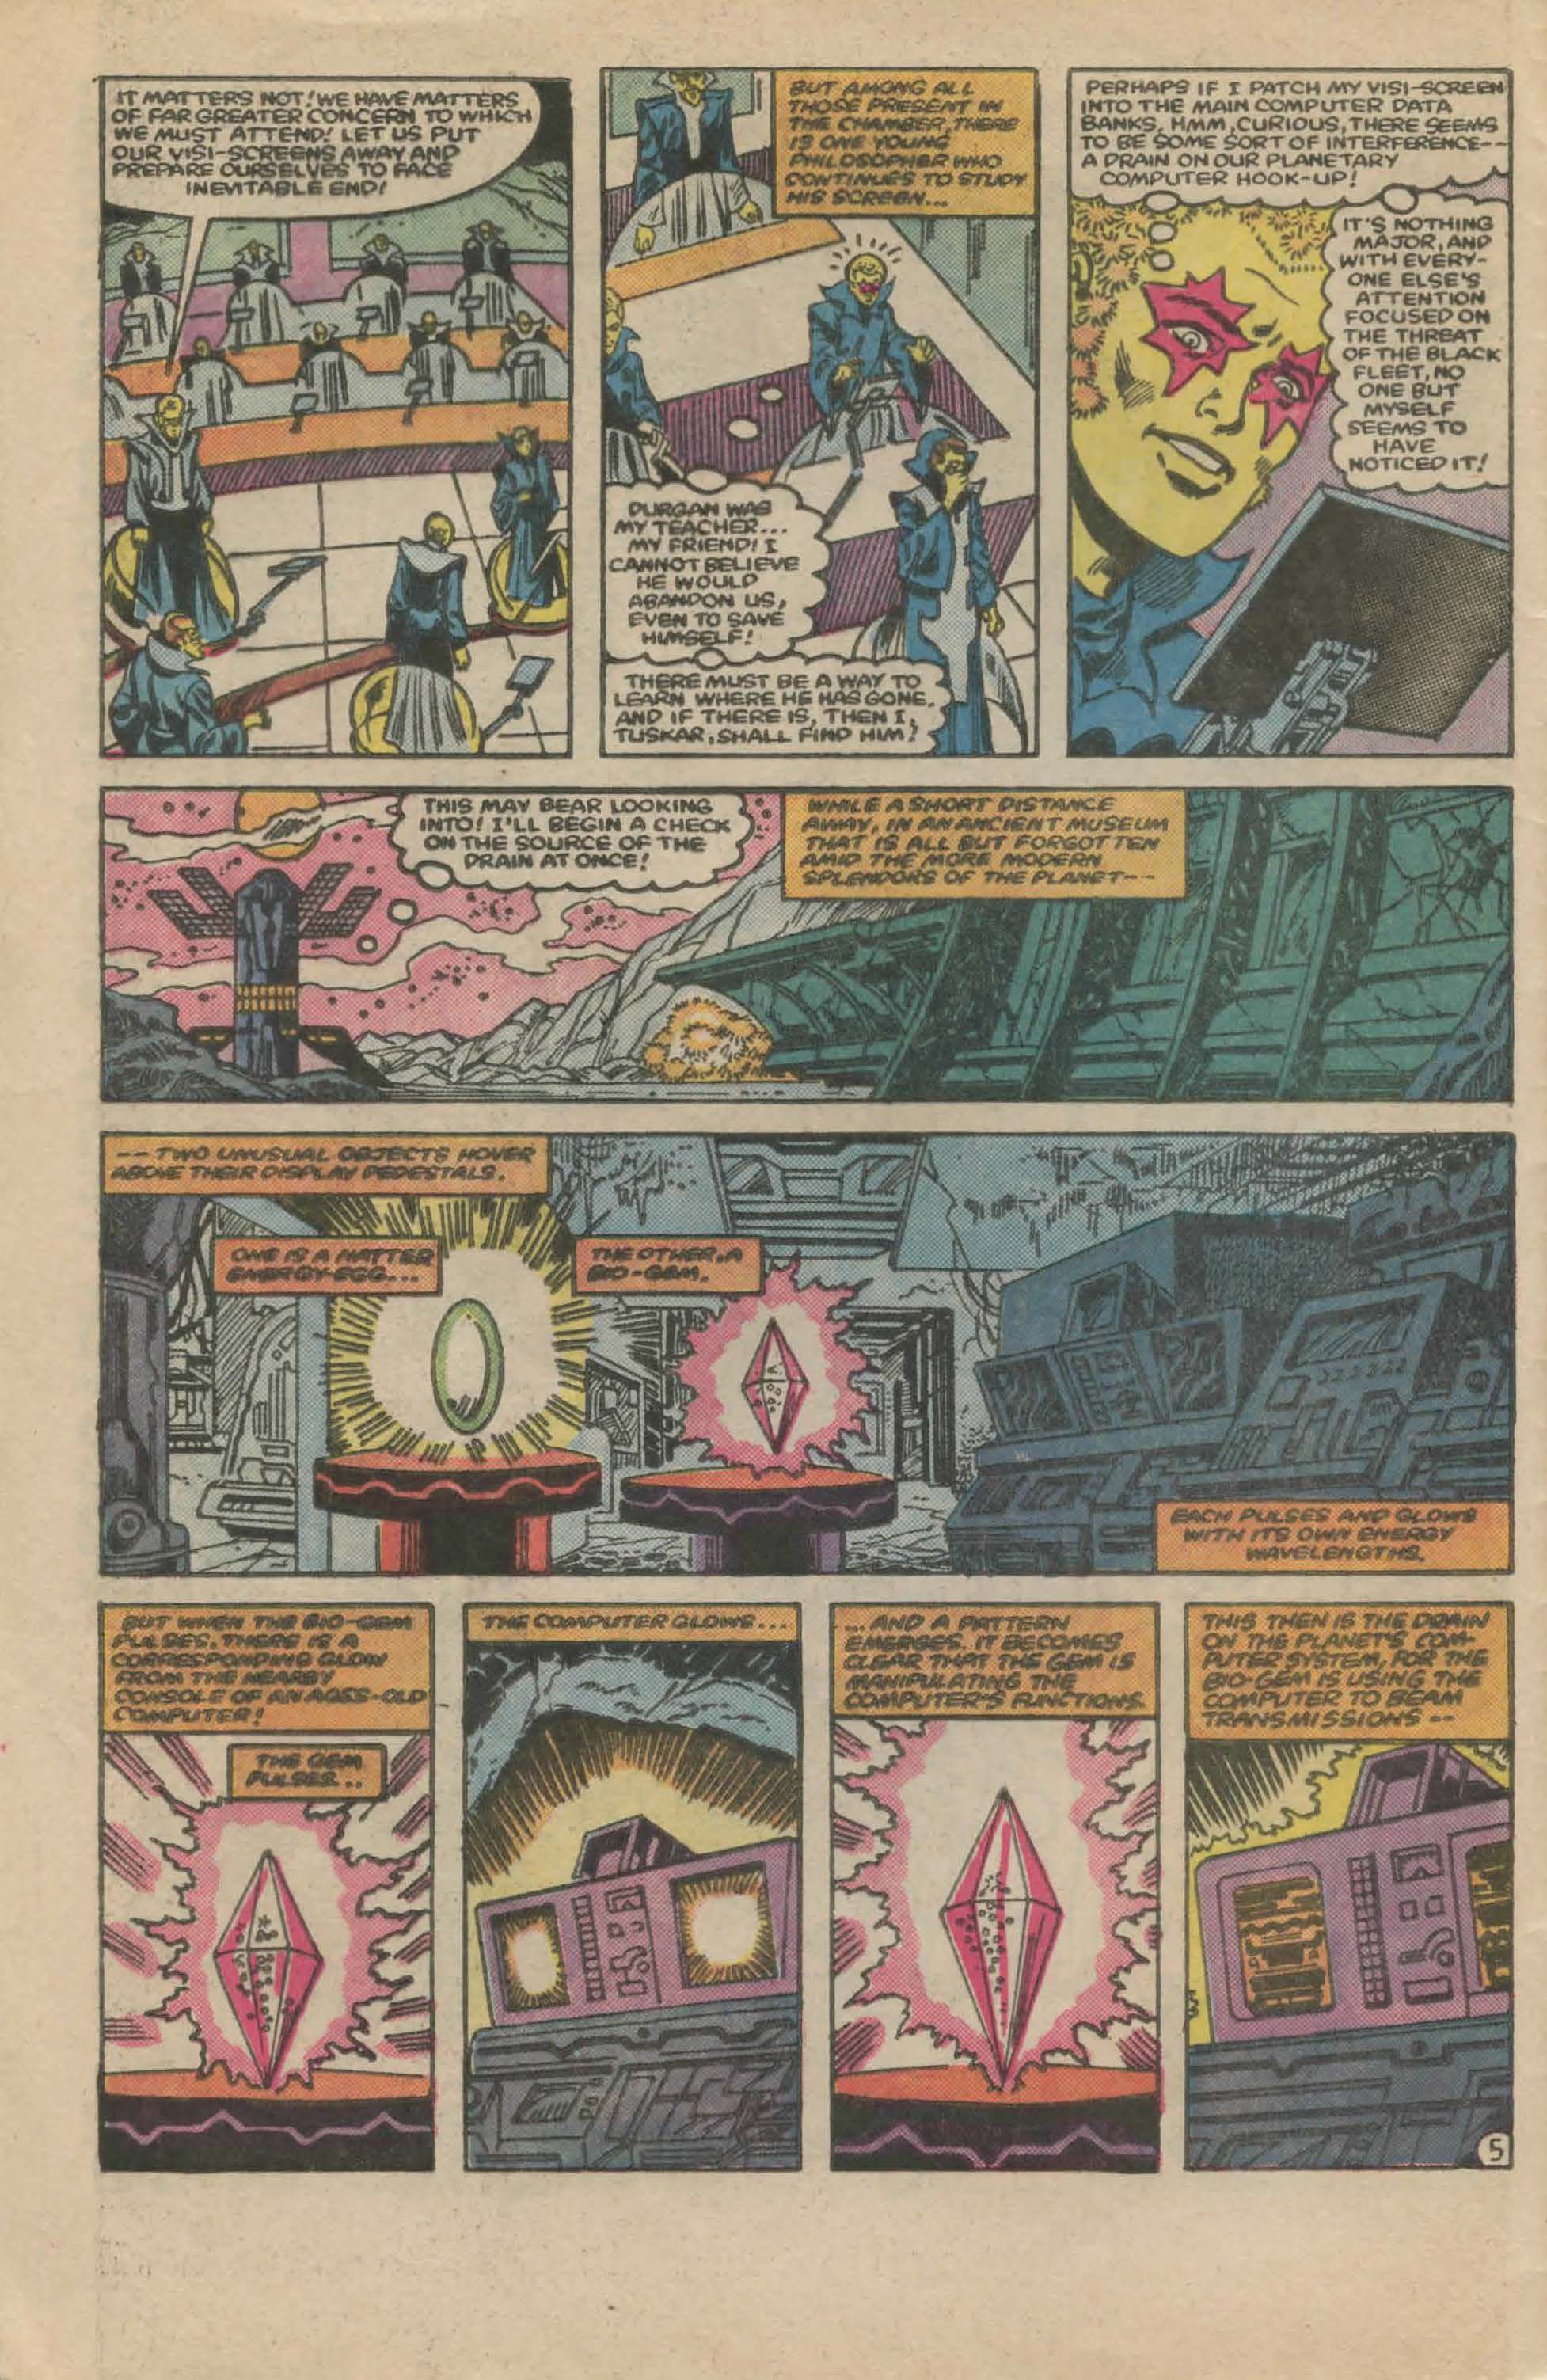 IT MATTERS NOT! WE HAVE MATTERS
OF FAR GREATER CONCERN TO WHICH
WE MUST ATTEND! LET US PUT
OUR VISI-SCREENS AWAY AND
PREPARE OURSELVES TO FACE
INEVITABLE END!
BUT AMONG ALL
THOSE PRESENT IN
THE CHAMBER, THERE
IS ONE YOUNG
PHILOSOPHER WHO
CONTINUES TO STUDY
HIS SCREEN...
DURGAN WAS
MY TEACHER...
MY FRIEND! I
CANNOT BELIEVE
HE WOULD
ABANDON US,
EVEN TO SAVE
HIMSELF!
THERE MUST BE A WAY TO
LEARN WHERE HE HAS GONE.
AND IF THERE IS, THEN I,
TUSKAR, SHALL FIND HIM!
PERHAPS IF I PATCH MY VISI-SCREEN
INTO THE MAIN COMPUTER DATA
BANKS. HMM, CURIOUS, THERE SEEMS
TO BE SOME SORT OF INTERFERENCE--
A DRAIN ON OUR PLANETARY
COMPUTER HOOK-UP!
IT'S NOTHING
MAJOR, AND
WITH EVERY-
ONE ELSE'S
ATTENTION
FOCUSED ON
THE THREAT
OF THE BLACK
FLEET, NO
ONE BUT
MYSELF
SEEMS TO
HAVE
NOTICED IT!
THIS MAY BEAR LOOKING
INTO! I'LL BEGIN A CHECK
ON THE SOURCE OF THE
DRAIN AT ONCE!
WHILE A SHORT DISTANCE
AWAY, IN AN ANCIENT MUSEUM
THAT IS ALL BUT FORGOTTEN
AMID THE MORE MODERN
SPLENDORS OF THE PLANET--
-- TWO UNUSUAL OBJECTS HOVER
ABOVE THEIR DISPLAY PEDESTALS.
ONE IS A MATTER
ENERGY-EGG...
THE OTHER, A
BIO-GEM.
EACH PULSES AND GLOWS
WITH ITS OWN ENERGY
WAVELENGTHS.
BUT WHEN THE BIO-GEM
PULSES, THERE IS A
CORRESPONDING GLOW
FROM THE NEARBY
CONSOLE OF AN AGES-OLD
COMPUTER!
THE GEM
PULSES..
THE COMPUTER GLOWS...
... AND A PATTERN
EMERGES. IT BECOMES
CLEAR THAT THE GEM IS
MANIPULATING THE
COMPUTER'S FUNCTIONS.
THIS THEN IS THE DRAIN
ON THE PLANET'S COM-
PUTER SYSTEM, FOR THE
BIO-GEM IS USING THE
COMPUTER TO BEAM
TRANSMISSIONS --
5